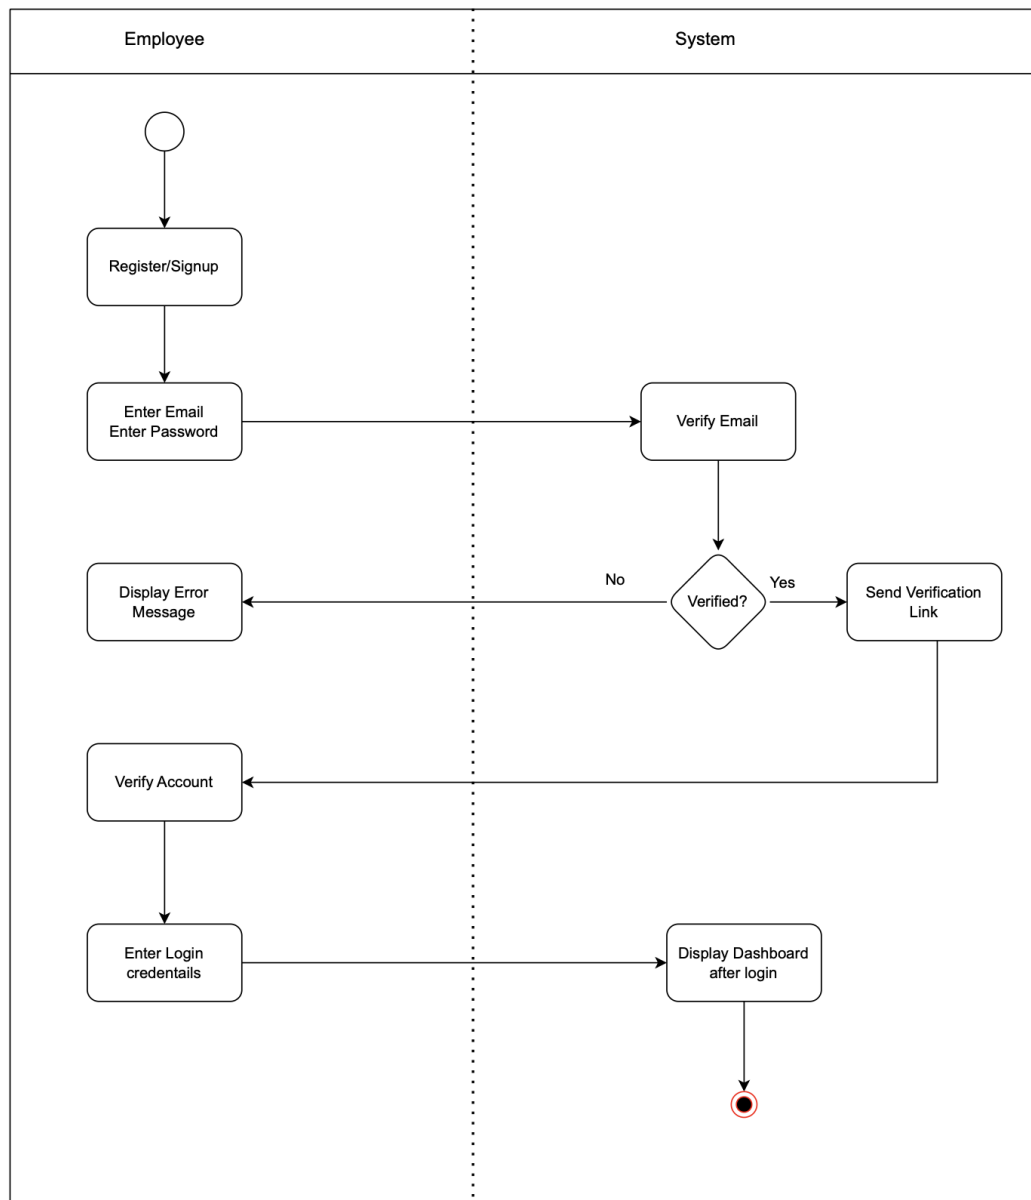 Employee
System
Register/Signup
Enter Email
Enter Password
Verify Email
Display Error
Message
No
Verified?
Yes
Send Verification
Link
Verify Account
Enter Login
credentails
Display Dashboard
after login